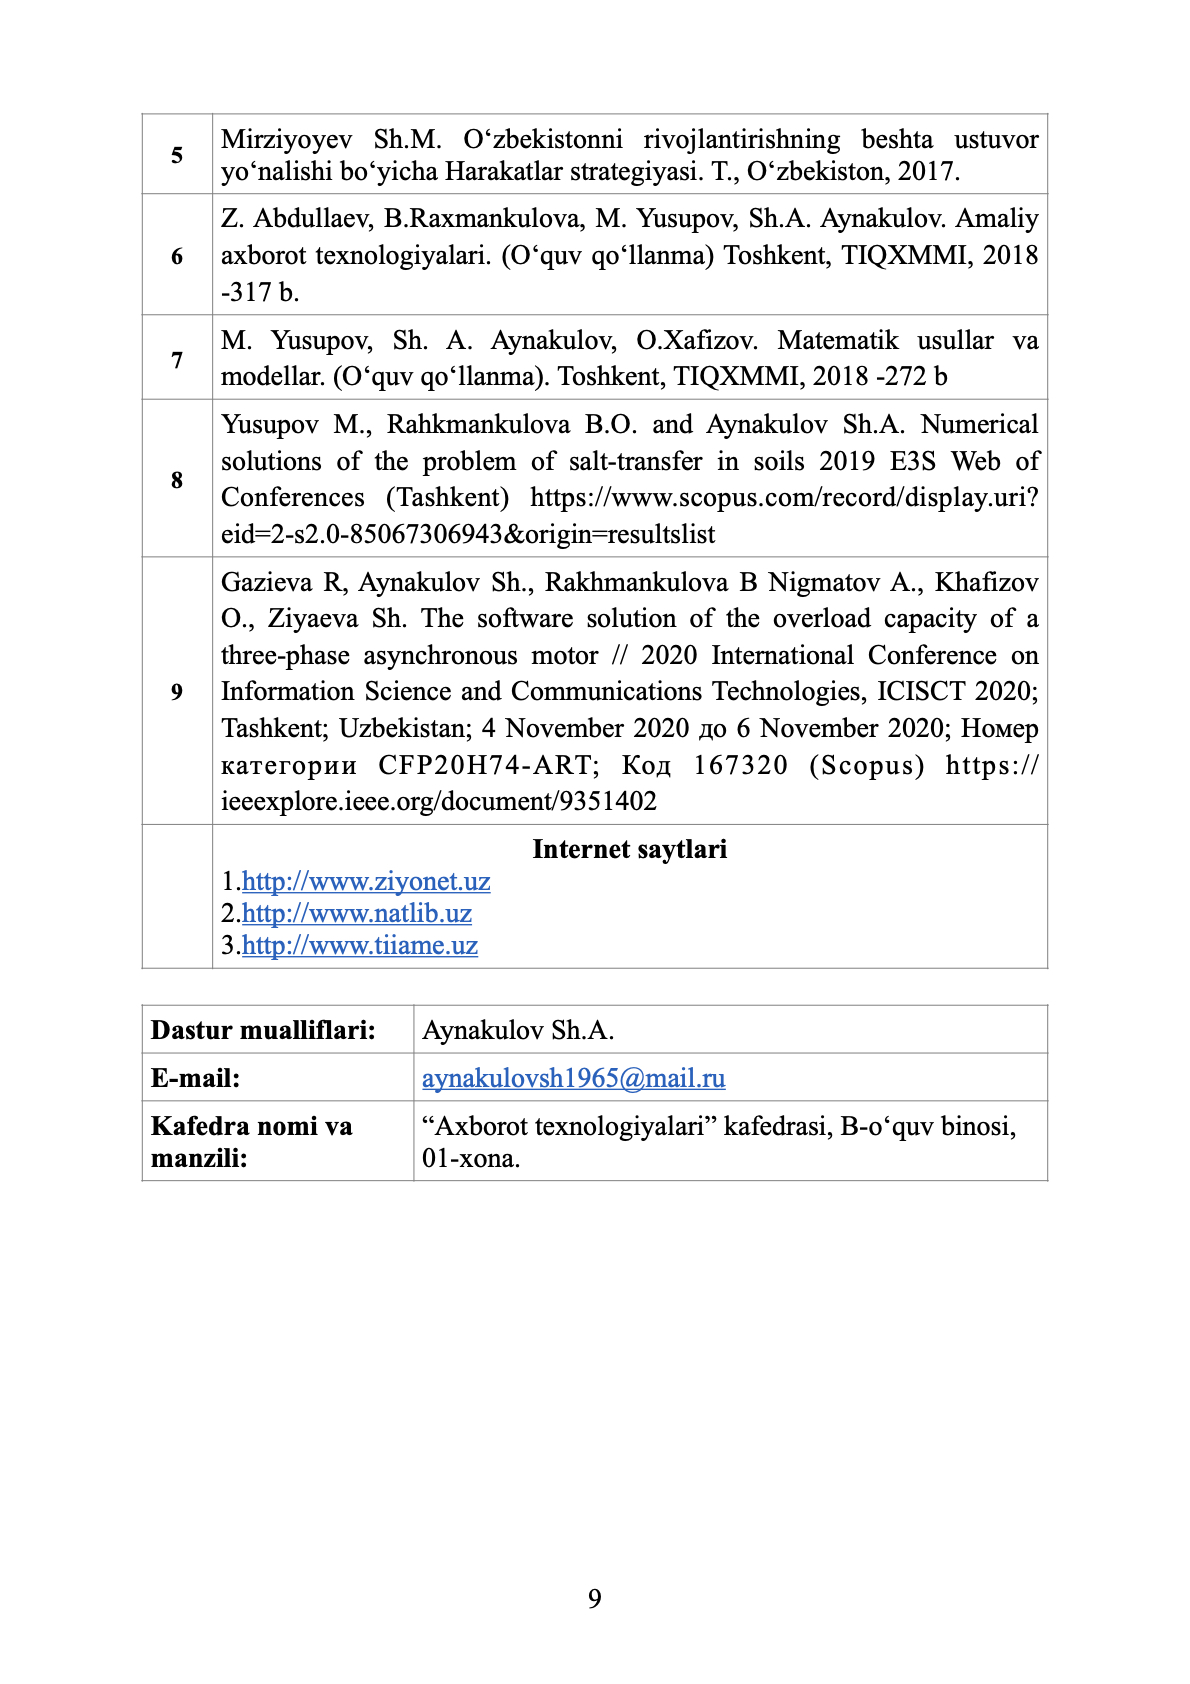 5
Mirziyoyev Sh.M. O‘zbekistonni rivojlantirishning beshta ustuvor
yo‘nalishi bo‘yicha Harakatlar strategiyasi. T., O‘zbekiston, 2017.
6
Z. Abdullaev, B.Raxmankulova, M. Yusupov, Sh.A. Aynakulov. Amaliy
axborot texnologiyalari. (O‘quv qo‘llanma) Toshkent, TIQXMMI, 2018
-317 b.
7
M. Yusupov, Sh. A. Aynakulov, O.Xafizov. Matematik usullar va
modellar. (O‘quv qo‘llanma). Toshkent, TIQXMMI, 2018 -272 b
8
Yusupov M., Rahkmankulova B.O. and Aynakulov Sh.A. Numerical
solutions of the problem of salt-transfer in soils 2019 E3S Web of
Conferences (Tashkent) https://www.scopus.com/record/display.uri?
eid=2-s2.0-85067306943&origin=resultslist
9
Gazieva R, Aynakulov Sh., Rakhmankulova B Nigmatov A., Khafizov
O., Ziyaeva Sh. The software solution of the overload capacity of a
three-phase asynchronous motor // 2020 International Conference on
Information Science and Communications Technologies, ICISCT 2020;
Tashkent; Uzbekistan; 4 November 2020 до 6 November 2020; Номер
категории CFP20H74-ART; Код 167320 (Scopus) https://
ieeexplore.ieee.org/document/9351402
Internet saytlari
1.http://www.ziyonet.uz
2.http://www.natlib.uz
3.http://www.tiiame.uz
Dastur mualliflari: Aynakulov Sh.A.
E-mail: aynakulovsh1965@mail.ru
Kafedra nomi va
manzili:
“Axborot texnologiyalari” kafedrasi, B-o‘quv binosi,
01-xona.
9